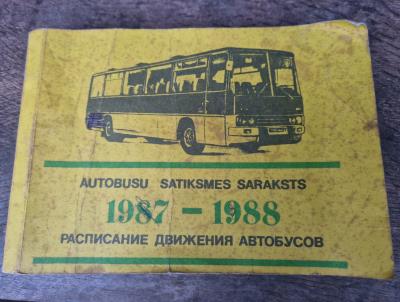 AUTOBUSU SATIKSMES SARAKSTS
1987 – 1988
РАСПИСАНИЕ ДВИЖЕНИЯ АВТОБУСОВ